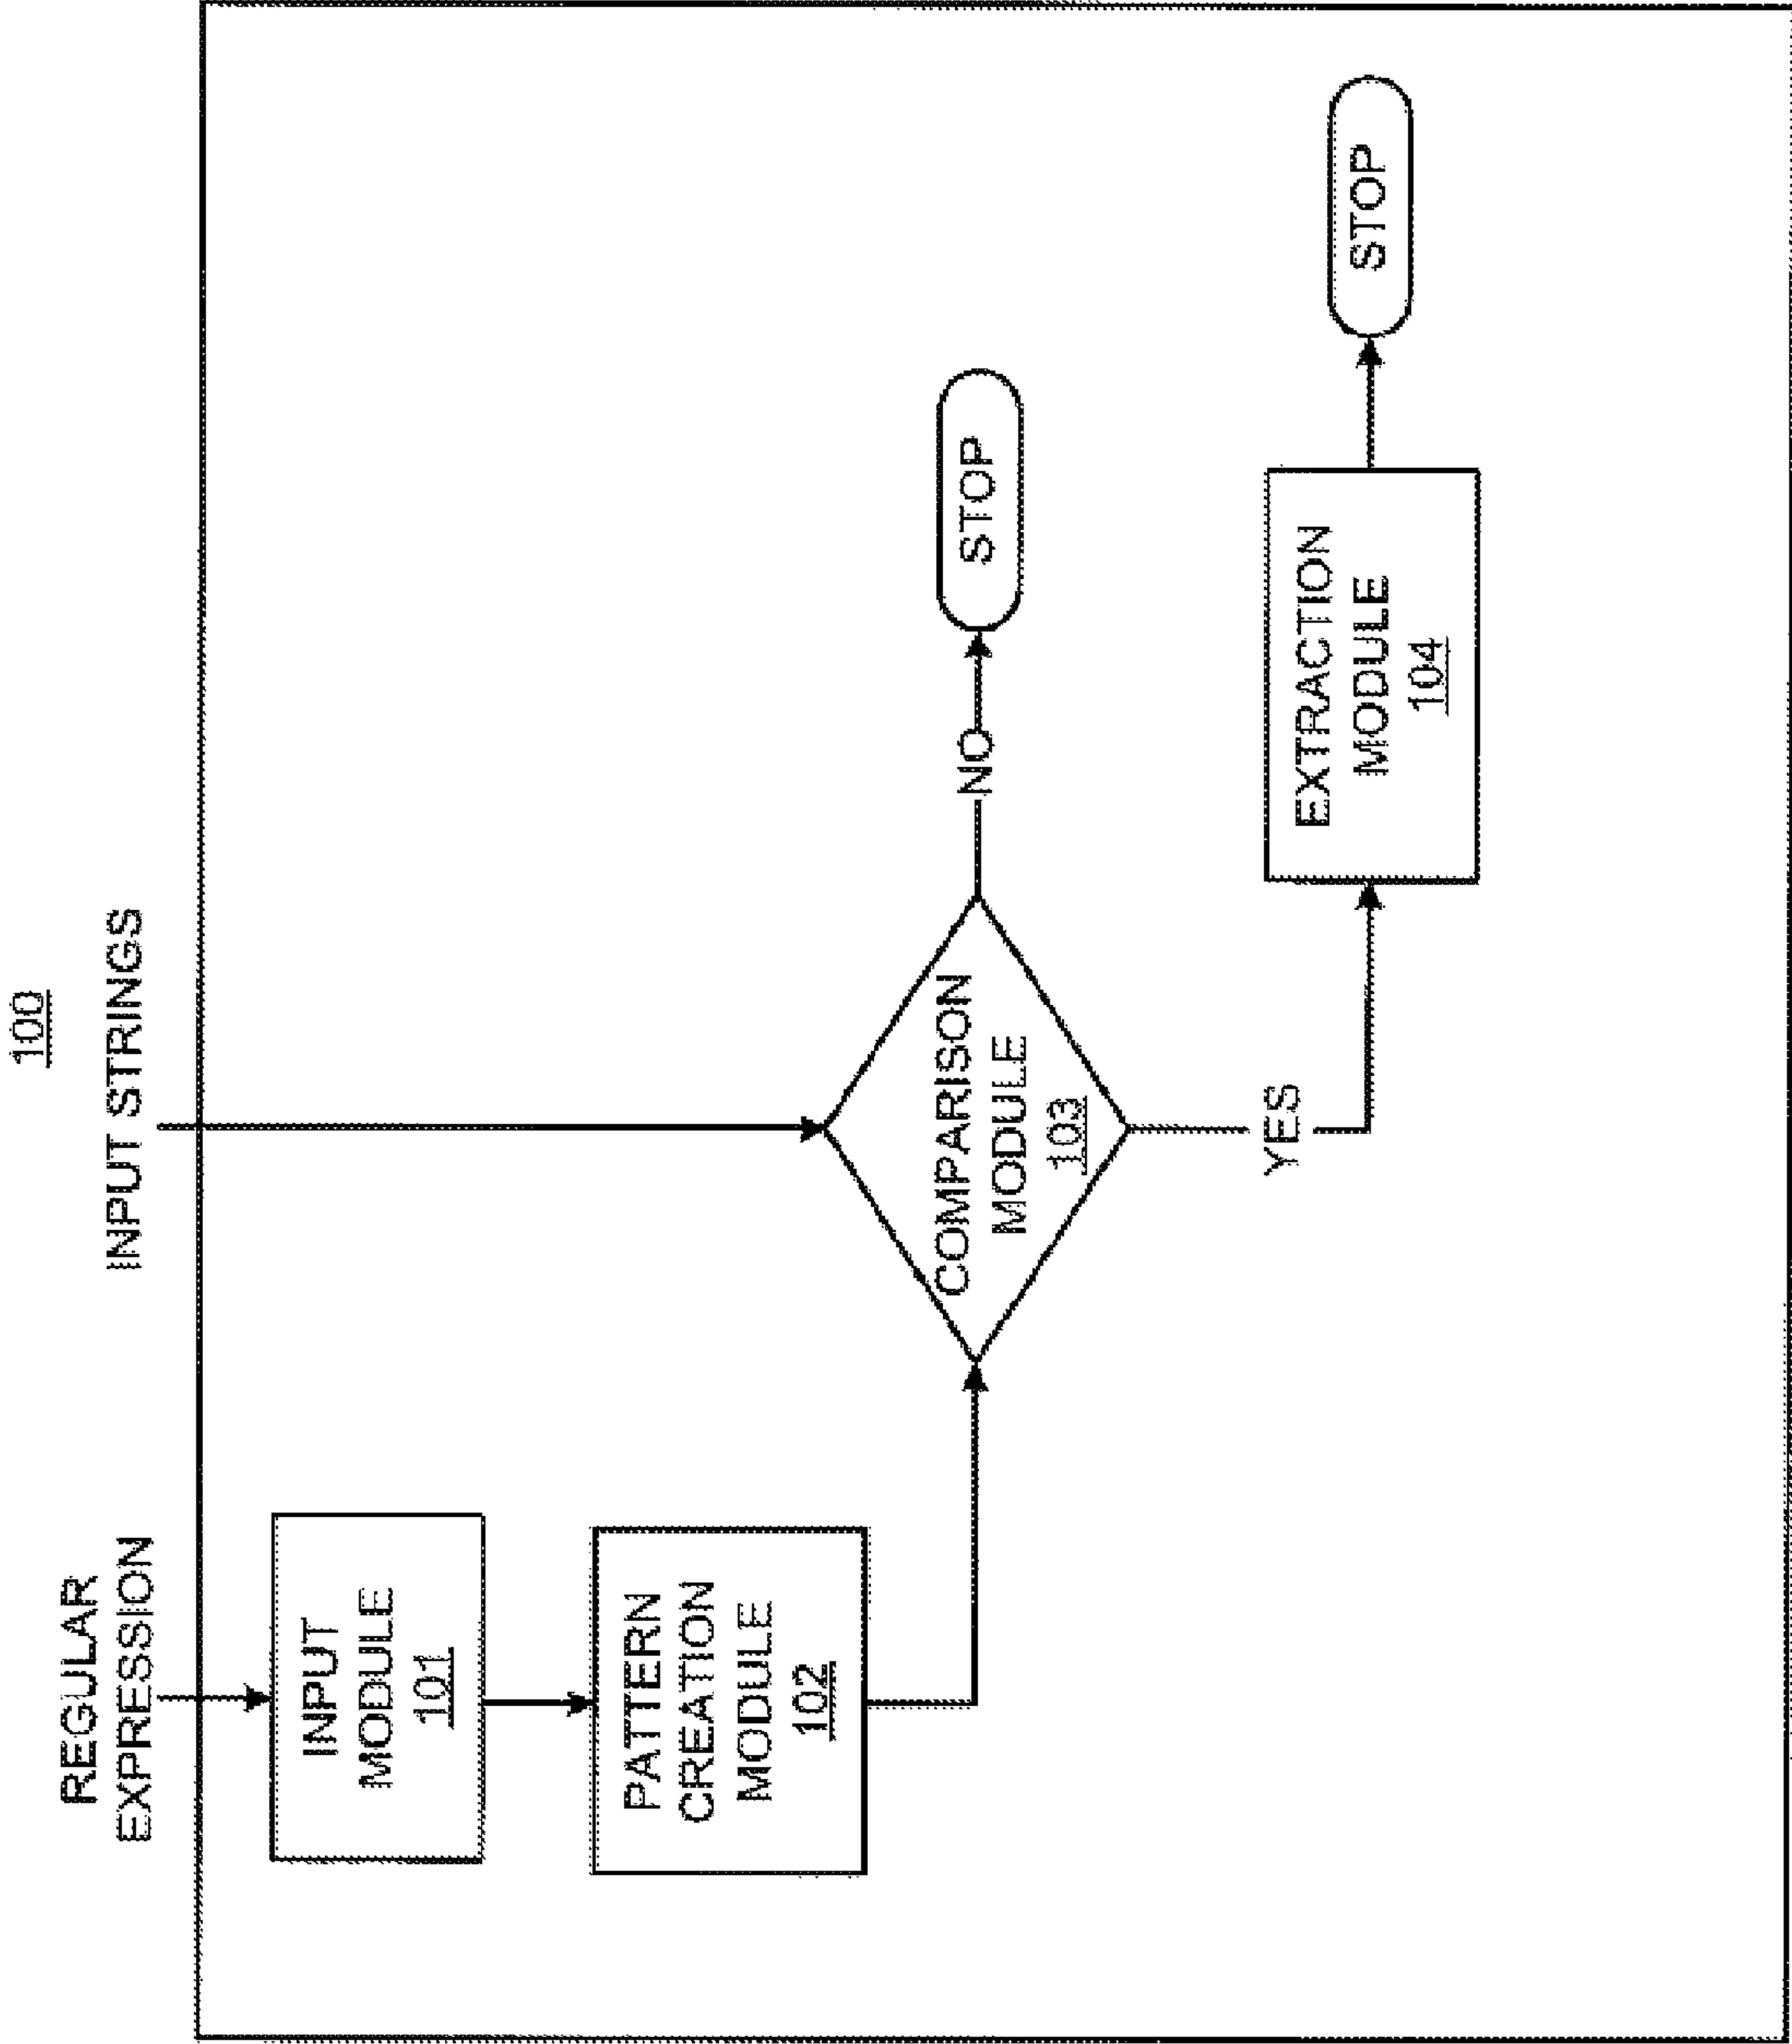 100
REGULAR
EXPRESSION
INPUT STRINGS
INPUT
MODULE
101
PATTERN
CREATION
MODULE
102
COMPARISON
MODULE
103
NO
STOP
YES
EXTRACTION
MODULE
104
STOP